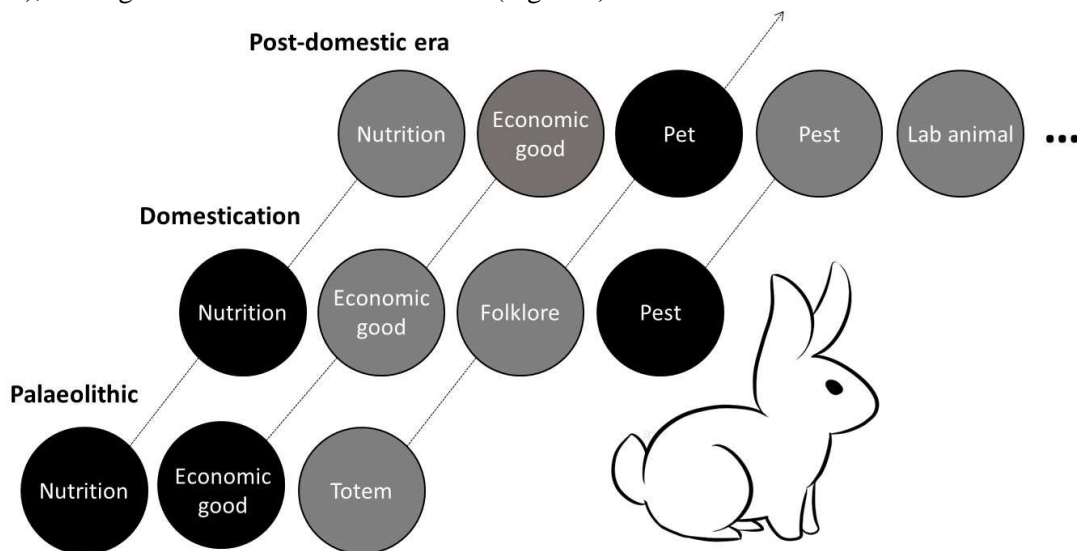 Post-domestic era
Nutrition
Economic
good
Pet
Pest
Lab animal
...
Domestication
Nutrition
Economic
good
Folklore
Pest
Palaeolithic
Nutrition
Economic
good
Totem